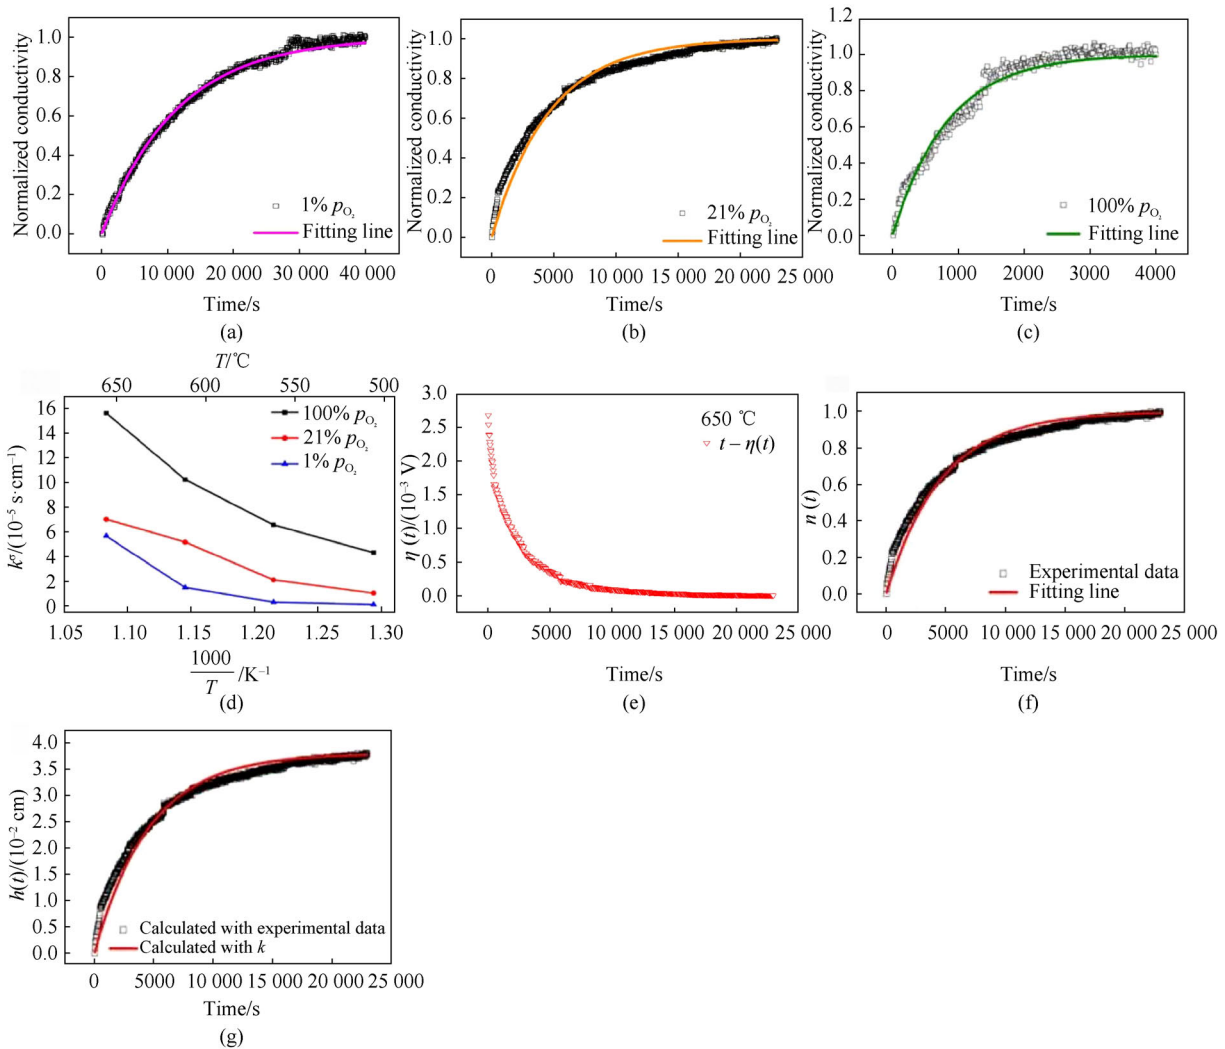 Normalized conductivity
1.0
0.8
0.6
0.4
0.2
0.0
1% pO₂
Fitting line
0 10 000 20 000 30 000 40 000
Time/s
(a)
Normalized conductivity
1.0
0.8
0.6
0.4
0.2
0.0
21% pO₂
Fitting line
0 5000 10 000 15 000 20 000 25 000
Time/s
(b)
Normalized conductivity
1.2
1.0
0.8
0.6
0.4
0.2
0.0
100% pO₂
Fitting line
0 1000 2000 3000 4000
Time/s
(c)
T/℃
650 600 550 500
kσ/(10⁻⁵ s·cm⁻¹)
16
14
12
10
8
6
4
2
0
100% pO₂
21% pO₂
1% pO₂
1.05 1.10 1.15 1.20 1.25 1.30
1000
T /K⁻¹
(d)
η (t)/(10⁻³ V)
3.0
2.5
2.0
1.5
1.0
0.5
0.0
650 ℃
t − η(t)
0 5000 10 000 15 000 20 000 25 000
Time/s
(e)
n (t)
1.0
0.8
0.6
0.4
0.2
0.0
Experimental data
Fitting line
0 5000 10 000 15 000 20 000 25 000
Time/s
(f)
h(t)/(10⁻² cm)
4.0
3.5
3.0
2.5
2.0
1.5
1.0
0.5
0.0
Calculated with experimental data
Calculated with k
0 5000 10 000 15 000 20 000 25 000
Time/s
(g)